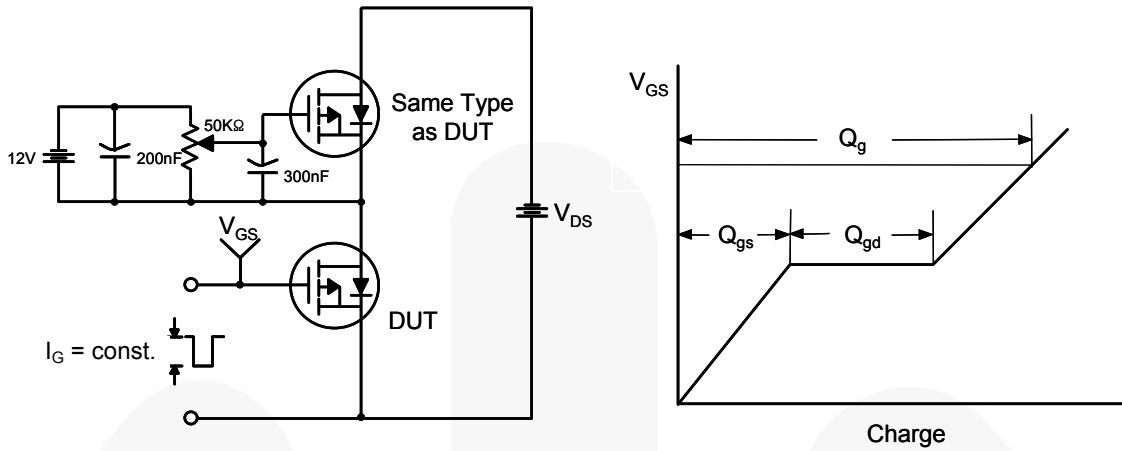 12V
200nF
50KΩ
300nF
Same Type
as DUT
V_DS
V_GS
DUT
I_G = const.
V_GS
Q_g
Q_gs
Q_gd
Charge